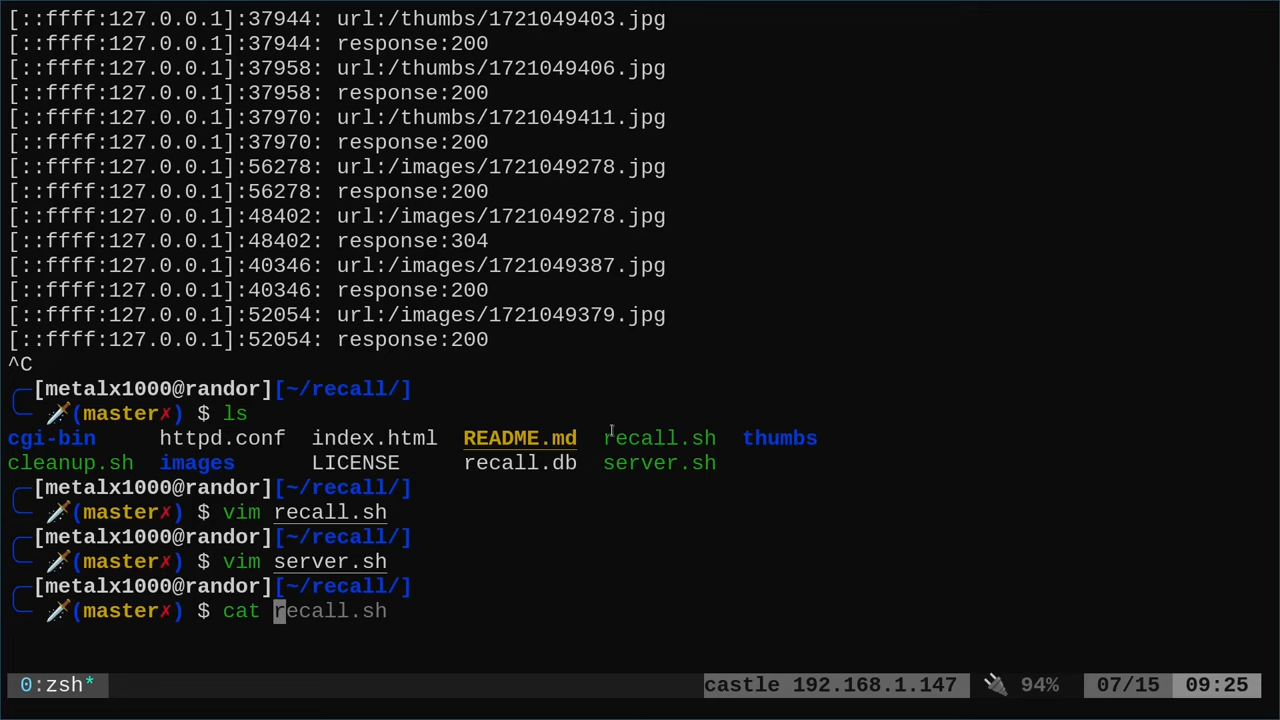 [::ffff:127.0.0.1]:37944: url:/thumbs/1721049403.jpg
[::ffff:127.0.0.1]:37944: response:200
[::ffff:127.0.0.1]:37958: url:/thumbs/1721049406.jpg
[::ffff:127.0.0.1]:37958: response:200
[::ffff:127.0.0.1]:37970: url:/thumbs/1721049411.jpg
[::ffff:127.0.0.1]:37970: response:200
[::ffff:127.0.0.1]:56278: url:/images/1721049278.jpg
[::ffff:127.0.0.1]:56278: response:200
[::ffff:127.0.0.1]:48402: url:/images/1721049278.jpg
[::ffff:127.0.0.1]:48402: response:304
[::ffff:127.0.0.1]:40346: url:/images/1721049387.jpg
[::ffff:127.0.0.1]:40346: response:200
[::ffff:127.0.0.1]:52054: url:/images/1721049379.jpg
[::ffff:127.0.0.1]:52054: response:200
^C
[metalx1000@randor][~/recall/]
(master✗) $ ls
cgi-bin httpd.conf index.html README.md recall.sh thumbs
cleanup.sh images LICENSE recall.db server.sh
[metalx1000@randor][~/recall/]
(master✗) $ vim recall.sh
[metalx1000@randor][~/recall/]
(master✗) $ vim server.sh
[metalx1000@randor][~/recall/]
(master✗) $ cat recall.sh
0:zsh* castle 192.168.1.147 94% 07/15 09:25